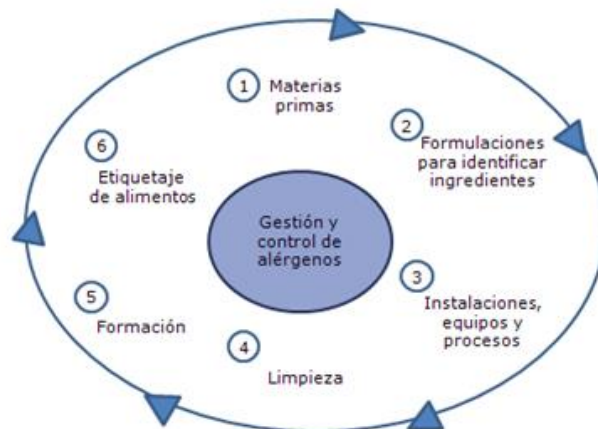 1 Materias
primas
2 Formulaciones
para identificar
ingredientes
3 Instalaciones,
equipos y
procesos
4 Limpieza
5 Formación
6 Etiquetaje
de alimentos
Gestión y
control de
alérgenos